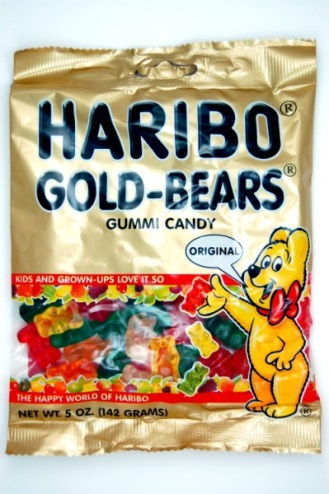 HARIBO®
GOLD-BEARS®
GUMMI CANDY
ORIGINAL
KIDS AND GROWN-UPS LOVE IT SO
THE HAPPY WORLD OF HARIBO
NET WT. 5 OZ. (142 GRAMS)
®